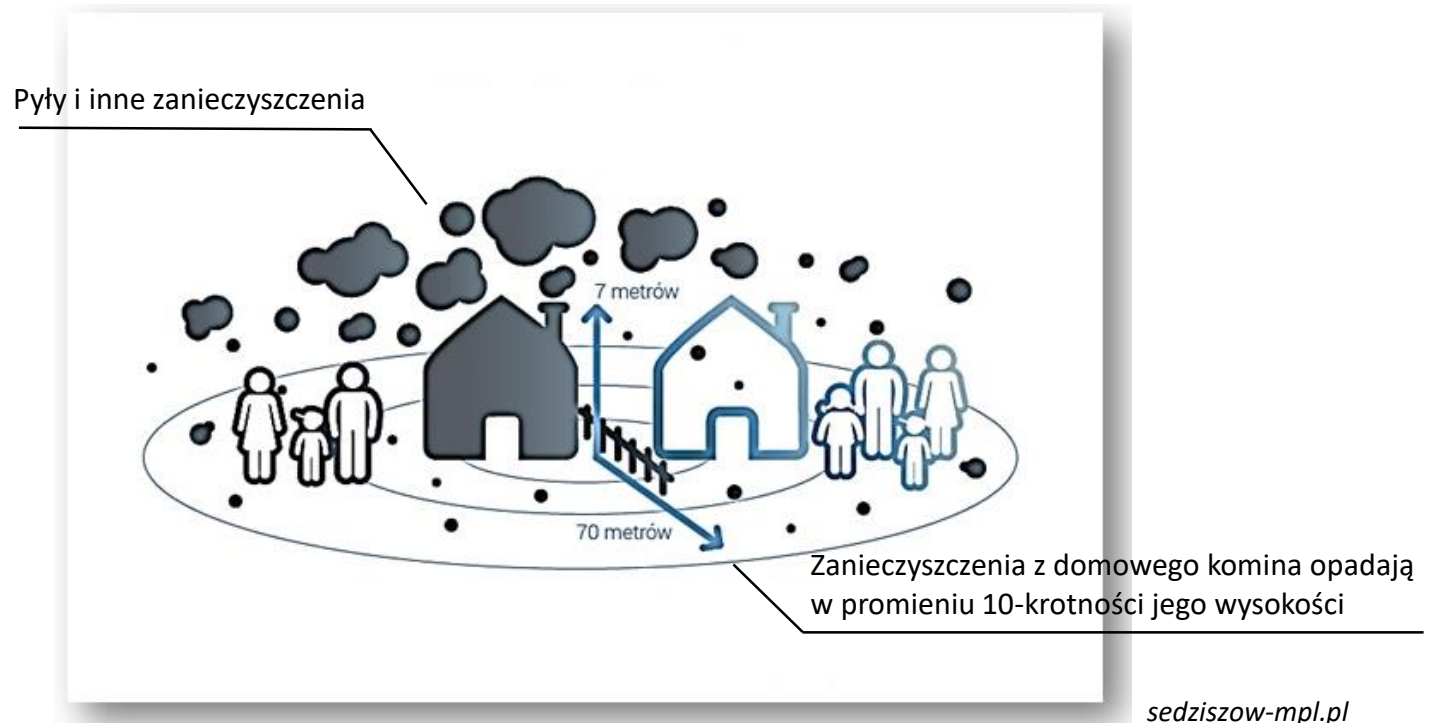 Pyły i inne zanieczyszczenia
7 metrów
70 metrów
Zanieczyszczenia z domowego komina opadają
w promieniu 10-krotności jego wysokości
sedziszow-mpl.pl